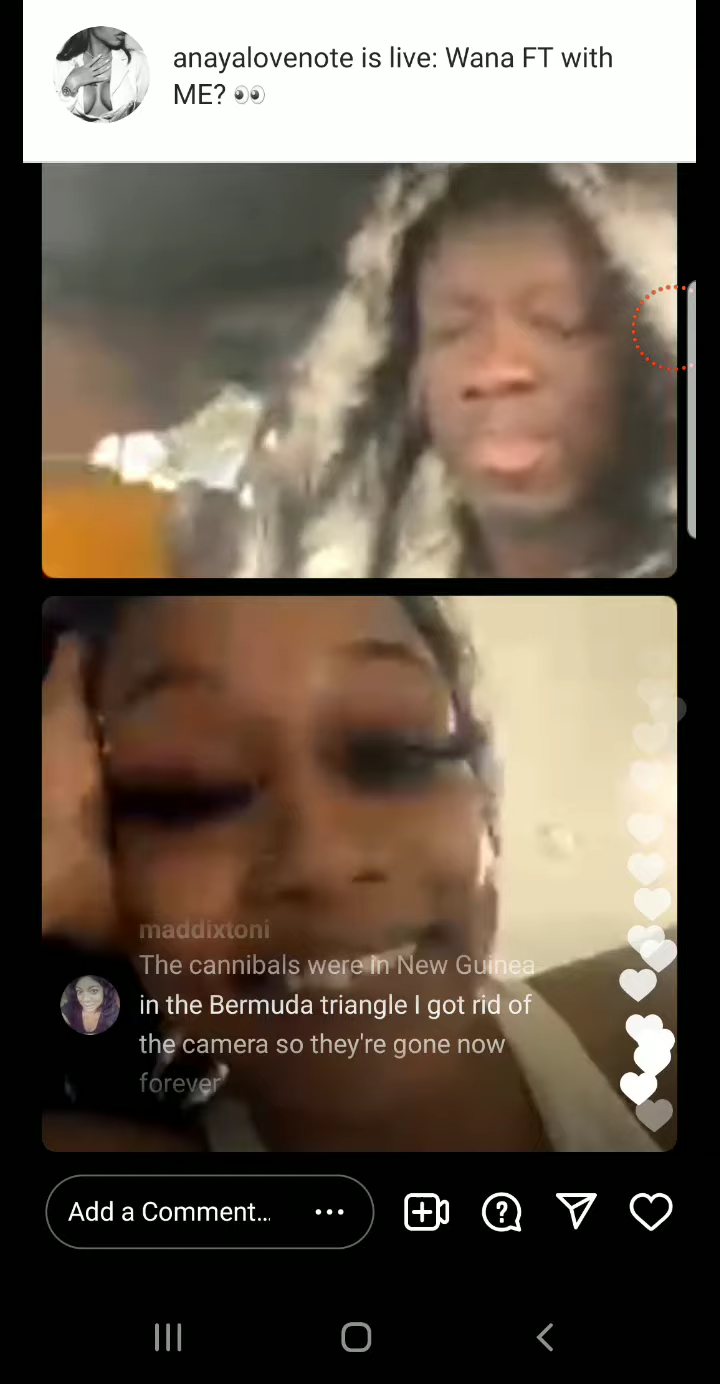 anayalovenote is live: Wana FT with
ME? 👀
maddixtoni
The cannibals were in New Guinea
in the Bermuda triangle I got rid of
the camera so they're gone now
forever
Add a Comment...